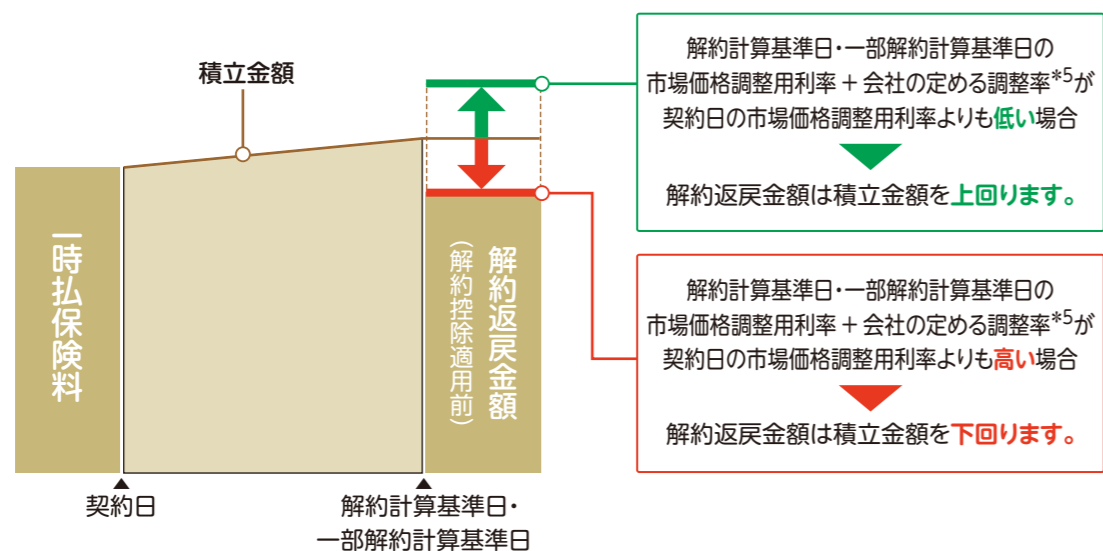 積立金額
一時払保険料
解約返戻金額
(解約控除適用前)
契約日
解約計算基準日・
一部解約計算基準日
解約計算基準日・一部解約計算基準日の
市場価格調整用利率 + 会社の定める調整率*5が
契約日の市場価格調整用利率よりも低い場合
解約返戻金額は積立金額を上回ります。
解約計算基準日・一部解約計算基準日の
市場価格調整用利率 + 会社の定める調整率*5が
契約日の市場価格調整用利率よりも高い場合
解約返戻金額は積立金額を下回ります。